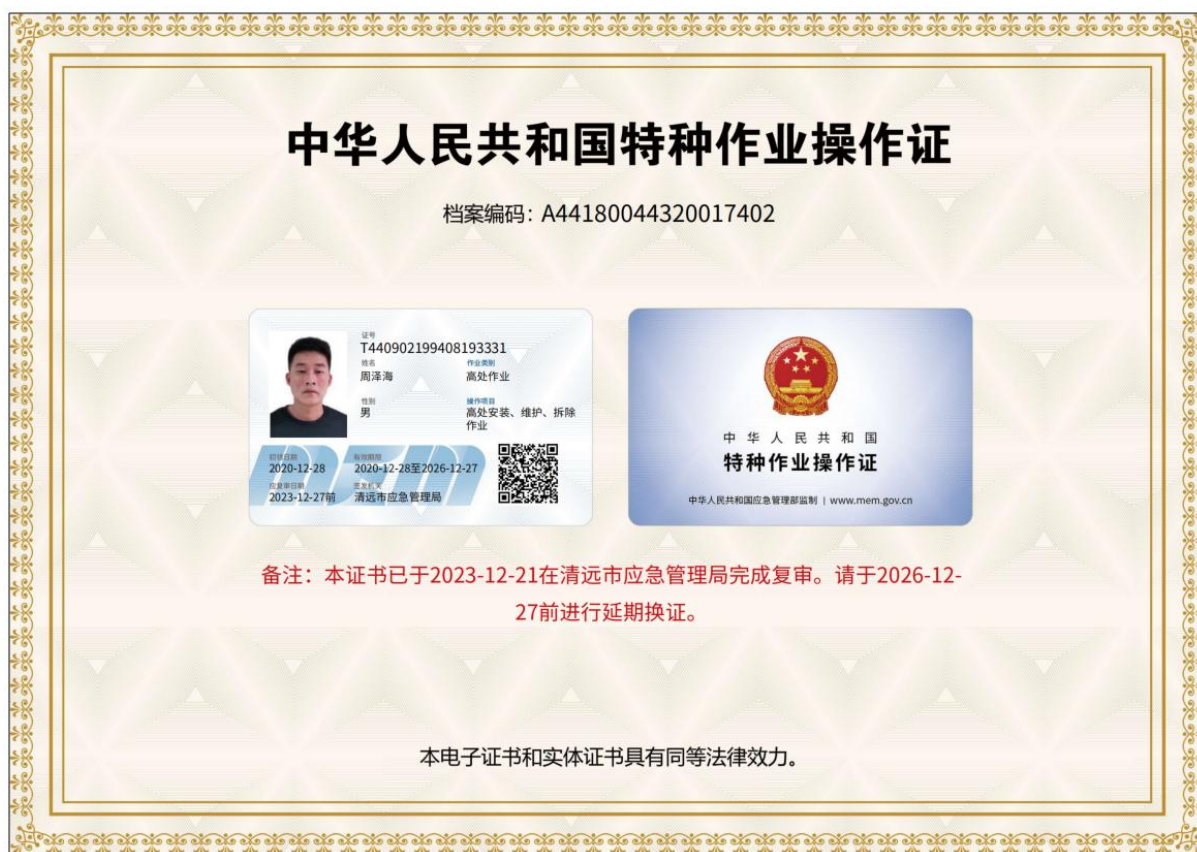 中华人民共和国特种作业操作证
档案编码：A44180044320017402
证号
T440902199408193331
姓名
周泽海
作业类别
高处作业
性别
男
操作项目
高处安装、维护、拆除
作业
初领日期
2020-12-28
有效期限
2020-12-28至2026-12-27
应复审日期
2023-12-27前
签发机关
清远市应急管理局
中华人民共和国
特种作业操作证
中华人民共和国应急管理部监制 | www.mem.gov.cn
备注：本证书已于2023-12-21在清远市应急管理局完成复审。请于2026-12-
27前进行延期换证。
本电子证书和实体证书具有同等法律效力。